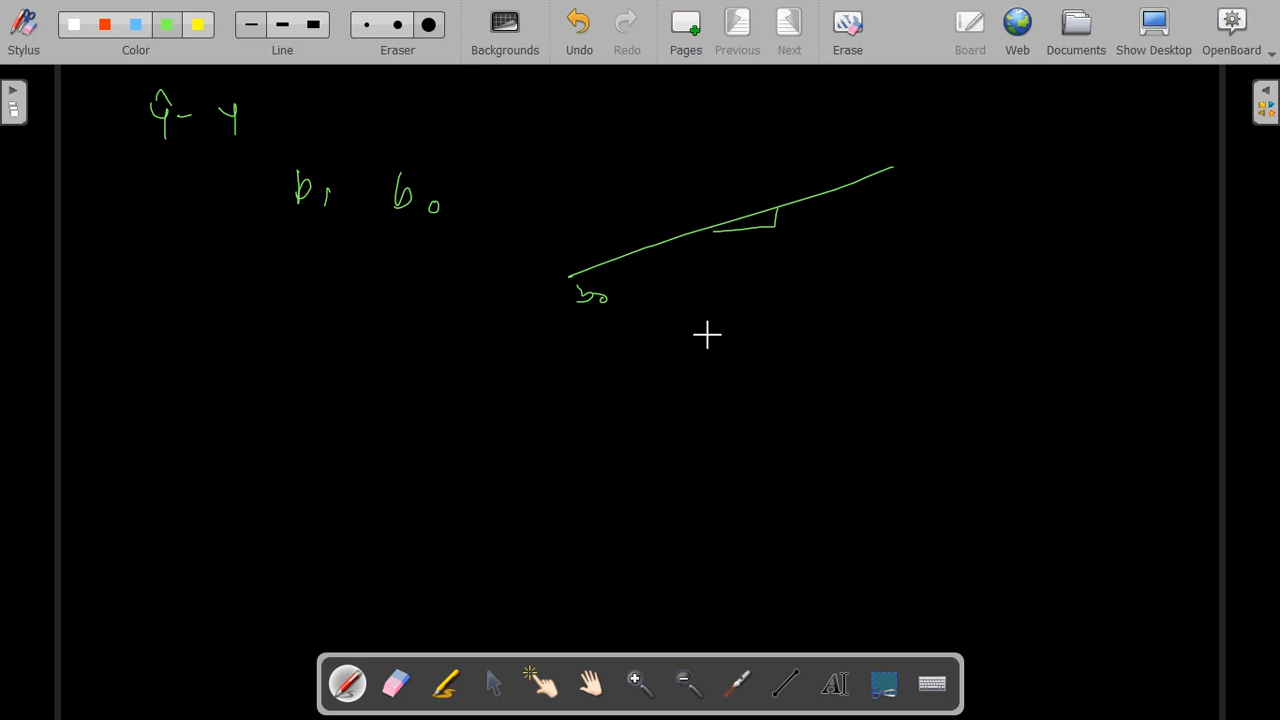 Stylus Color Line Eraser Backgrounds Undo Redo Pages Previous Next Erase Board Web Documents Show Desktop OpenBoard
ŷ - y
b₁ b₀
b₀
AI